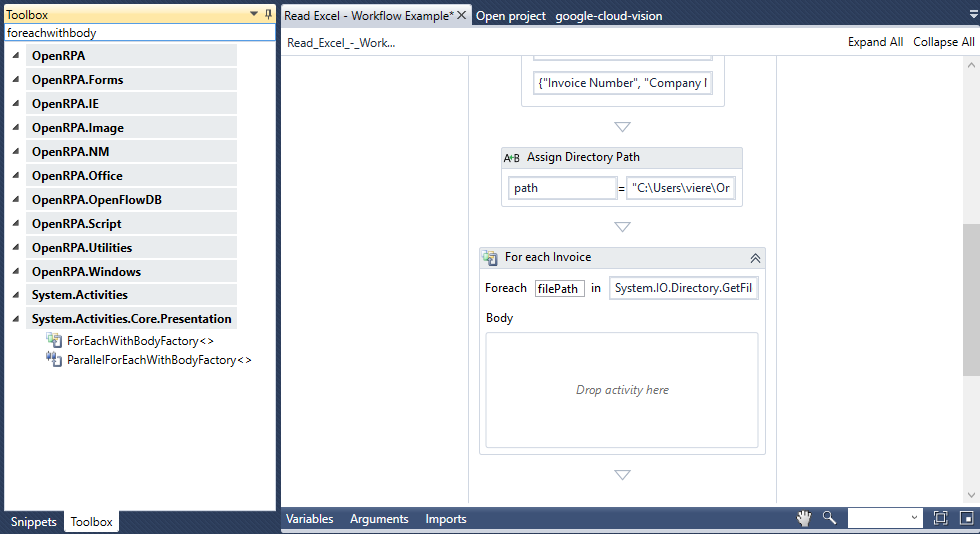 Toolbox
foreachwithbody
OpenRPA
OpenRPA.Forms
OpenRPA.IE
OpenRPA.Image
OpenRPA.NM
OpenRPA.Office
OpenRPA.OpenFlowDB
OpenRPA.Script
OpenRPA.Utilities
OpenRPA.Windows
System.Activities
System.Activities.Core.Presentation
ForEachWithBodyFactory<>
ParallelForEachWithBodyFactory<>
Snippets Toolbox
Read Excel - Workflow Example* Open project google-cloud-vision
Read_Excel_-_Work... Expand All Collapse All
{"Invoice Number", "Company
A+B Assign Directory Path
path = "C:\Users\viere\Or
For each Invoice
Foreach filePath in System.IO.Directory.GetFil
Body
Drop activity here
Variables Arguments Imports